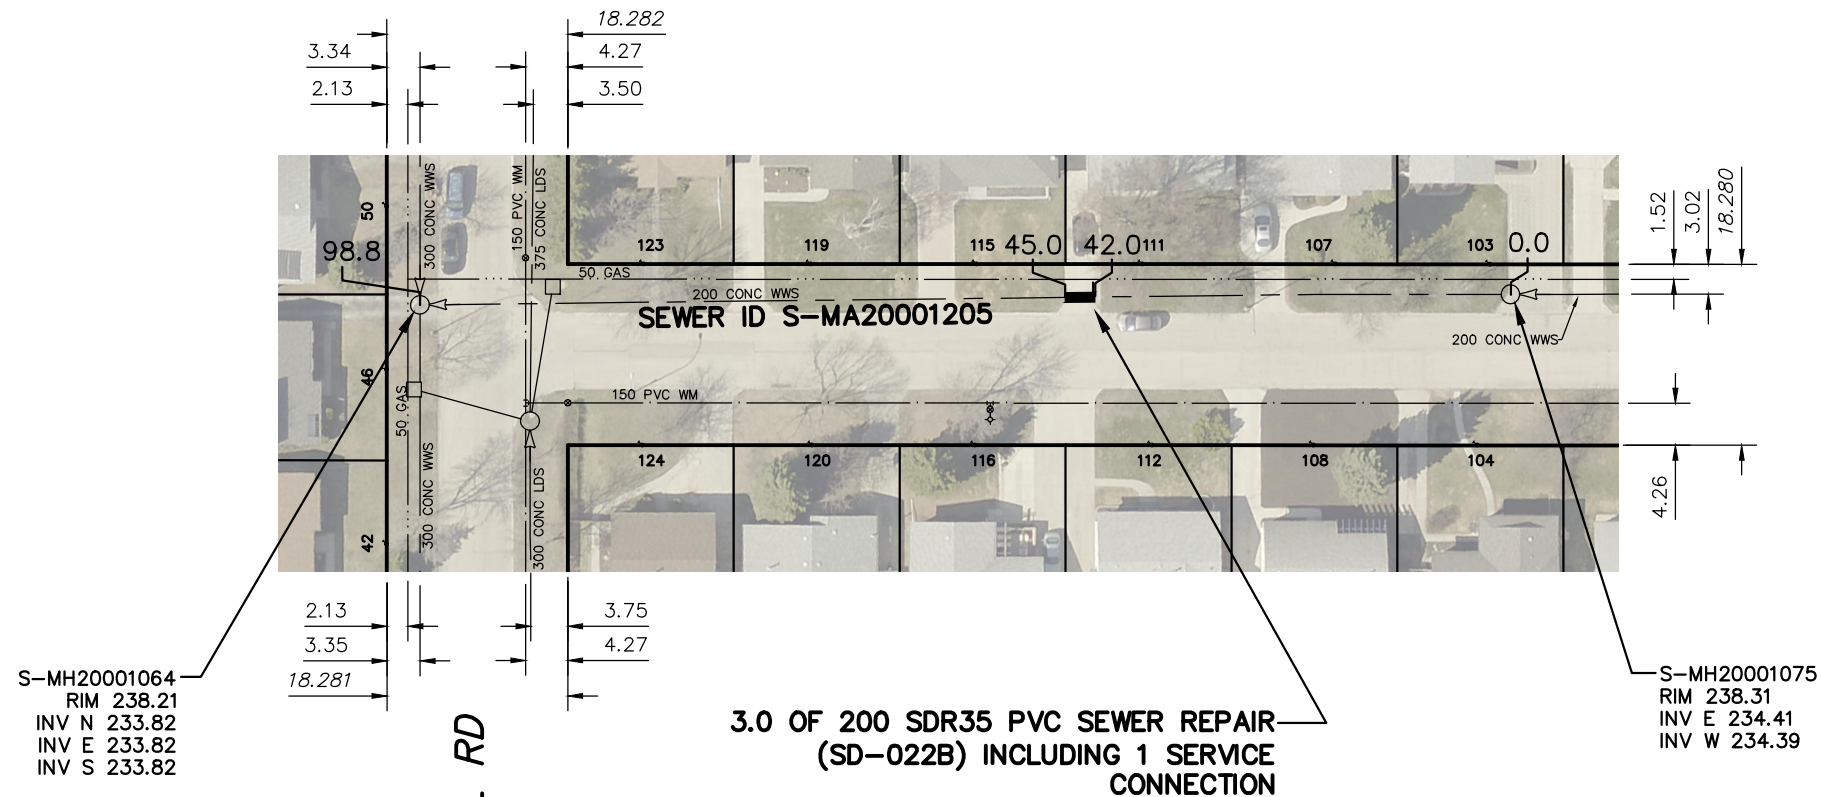 18.282
3.34
4.27
2.13
3.50
300 CONC WWS
150 PVC WM
375 CONC LDS
50
98.8
123
119
115
45.0
42.0
111
107
103
0.0
1.52
3.02
18.280
50 GAS
200 CONC WWS
SEWER ID S-MA20001205
200 CONC WWS
46
50 GAS
150 PVC WM
124
120
116
112
108
104
4.26
42
300 CONC WWS
300 CONC LDS
2.13
3.75
3.35
4.27
18.281
S-MH20001064
RIM 238.21
INV N 233.82
INV E 233.82
INV S 233.82
RD
3.0 OF 200 SDR35 PVC SEWER REPAIR
(SD-022B) INCLUDING 1 SERVICE
CONNECTION
S-MH20001075
RIM 238.31
INV E 234.41
INV W 234.39